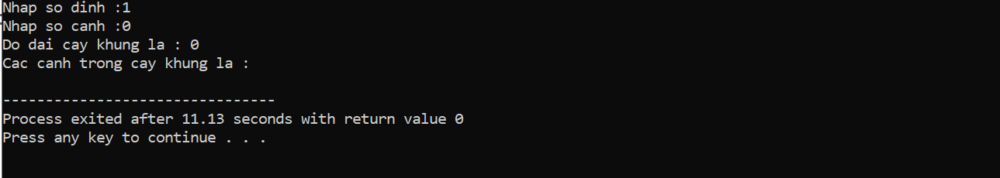 Nhap so dinh :1
Nhap so canh :0
Do dai cay khung la : 0
Cac canh trong cay khung la :
--------------------------------
Process exited after 11.13 seconds with return value 0
Press any key to continue . . .